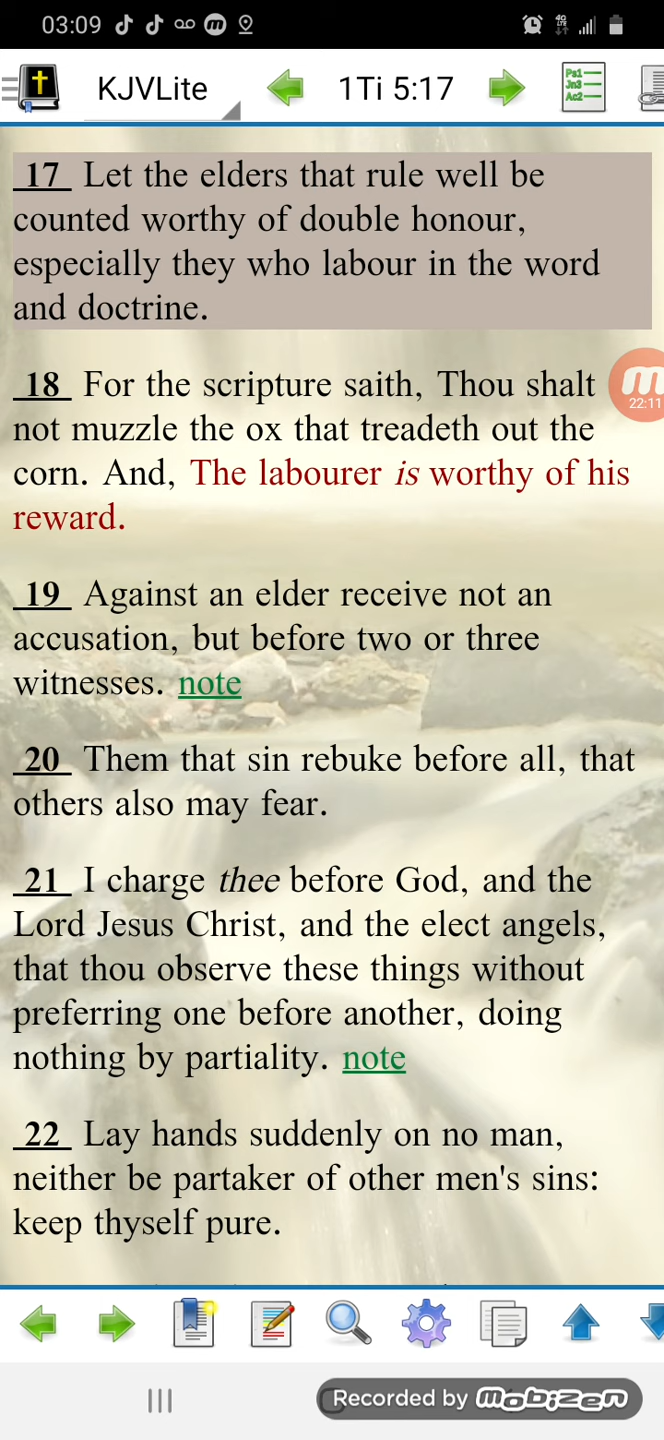 03:09
4G
LTE
KJVLite
1Ti 5:17
Ps1
Jn3
Ac2
17 Let the elders that rule well be
counted worthy of double honour,
especially they who labour in the word
and doctrine.
18 For the scripture saith, Thou shalt
not muzzle the ox that treadeth out the
corn. And, The labourer is worthy of his
reward.
m
22:11
19 Against an elder receive not an
accusation, but before two or three
witnesses. note
20 Them that sin rebuke before all, that
others also may fear.
21 I charge thee before God, and the
Lord Jesus Christ, and the elect angels,
that thou observe these things without
preferring one before another, doing
nothing by partiality. note
22 Lay hands suddenly on no man,
neither be partaker of other men's sins:
keep thyself pure.
Recorded by mobizen